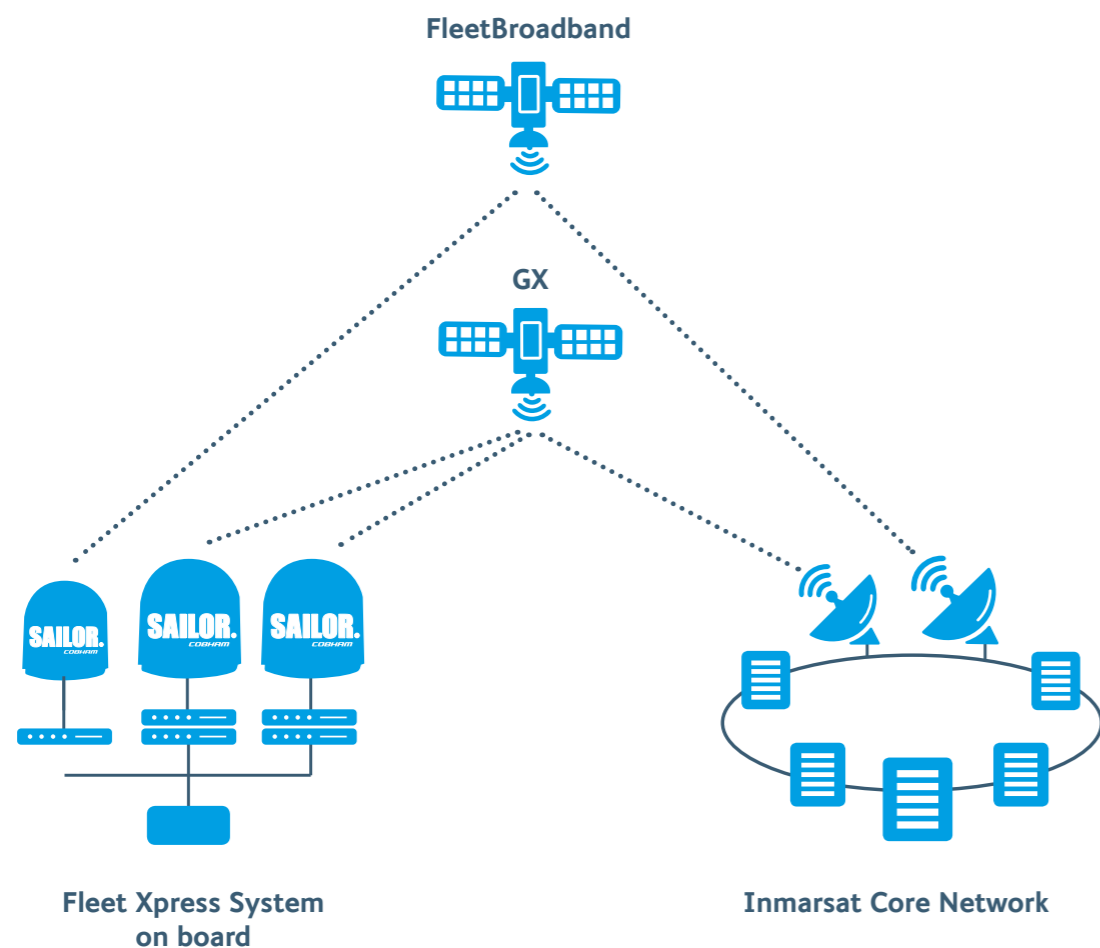 FleetBroadband
GX
SAILOR.
COBHAM
SAILOR.
COBHAM
SAILOR.
COBHAM
Fleet Xpress System
on board
Inmarsat Core Network